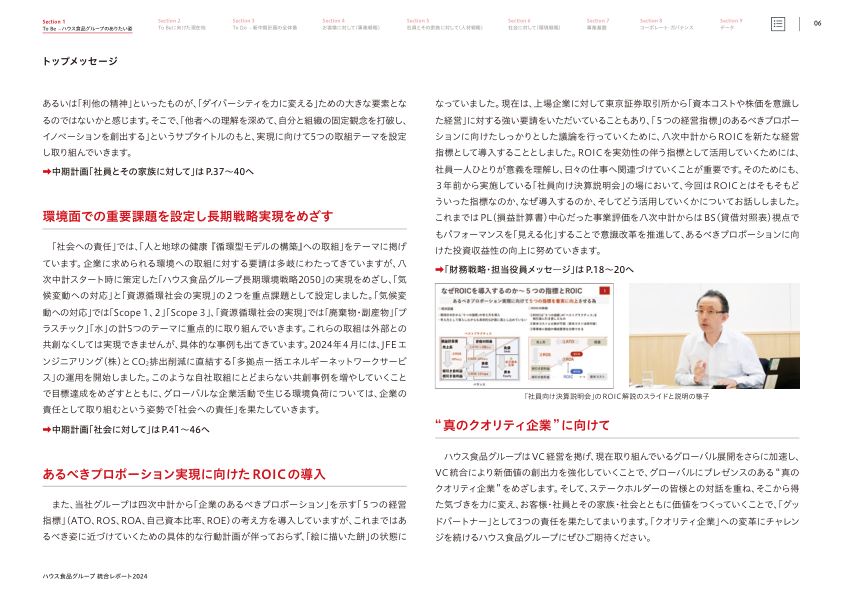 Section 1
To Be −ハウス食品グループのありたい姿
Section 2
Section 3
Section 4
Section 5
社員とその家族に対して(人材戦略)
Section 6
社会に対して(環境戦略)
Section 7
事業基盤
Section 8
コーポレート・ガバナンス
Section 9
データ
06
トップメッセージ
あるいは「利他の精神」といったものが、「ダイバーシティを力に変える」ための大きな要素とな
るのではないかと感じます。そこで、「他者への理解を深めて、自分と組織の固定観念を打破し、
イノベーションを創出する」というサブタイトルのもと、実現に向けて5つの取組テーマを設定
し取り組んでいきます。
➡中期計画「社員とその家族に対して」は P.37〜40へ
環境面での重要課題を設定し長期戦略実現をめざす
「社会への責任」では、「人と地球の健康 『循環型モデルの構築』への取組」をテーマに掲げ
ています。企業に求められる環境への取組に対する要請は多岐にわたってきていますが、八
次中計スタート時に策定した「ハウス食品グループ長期環境戦略2050」の実現をめざし、「気
候変動への対応」と「資源循環社会の実現」の２つを重点課題として設定しました。「気候変
動への対応」では「Scope 1、2」「Scope 3」、「資源循環社会の実現」では「廃棄物・副産物」「プ
ラスチック」「水」の計5つのテーマに重点的に取り組んでいきます。これらの取組は外部との
共創なくしては実現できませんが、具体的な事例も出てきています。2024年4月には、JFEエ
ンジニアリング(株)とCO₂排出削減に直結する「多拠点一括エネルギーネットワークサービ
ス」の運用を開始しました。このような自社取組にとどまらない共創事例を増やしていくこと
で目標達成をめざすとともに、グローバルな企業活動で生じる環境負荷については、企業の
責任として取り組むという姿勢で「社会への責任」を果たしていきます。
➡中期計画「社会に対して」は P.41〜46へ
あるべきプロポーション実現に向けたROICの導入
また、当社グループは四次中計から「企業のあるべきプロポーション」を示す「５つの経営
指標」(ATO、ROS、ROA、自己資本比率、ROE)の考え方を導入していますが、これまではあ
るべき姿に近づけていくための具体的な行動計画が伴っておらず、「絵に描いた餅」の状態に
なっていました。現在は、上場企業に対して東京証券取引所から「資本コストや株価を意識し
た経営」に対する強い要請をいただいていることもあり、「５つの経営指標」のあるべきプロポー
ションに向けたしっかりとした議論を行っていくために、八次中計からROICを新たな経営
指標として導入することとしました。ROICを実効性の伴う指標として活用していくためには、
社員一人ひとりが意義を理解し、日々の仕事へ関連づけていくことが重要です。そのためにも、
３年前から実施している「社員向け決算説明会」の場において、今回はROICとはそもそもど
ういった指標なのか、なぜ導入するのか、そしてどう活用していくかについてお話ししました。
これまではPL(損益計算書)中心だった事業評価を八次中計からはBS(貸借対照表)視点で
もパフォーマンスを「見える化」することで意識改革を推進して、あるべきプロポーションに向
けた投資収益性の向上に努めていきます。
➡「財務戦略・担当役員メッセージ」は P.18〜20へ
なぜROICを導入するのか〜５つの指標とROIC
あるべきプロポーション実現に向けて５つの指標を着実に向上させる為
「社員向け決算説明会」のROIC解説のスライドと説明の様子
“真のクオリティ企業”に向けて
ハウス食品グループはVC経営を掲げ、現在取り組んでいるグローバル展開をさらに加速し、
VC統合により新価値の創出力を強化していくことで、グローバルにプレゼンスのある“真の
クオリティ企業”をめざします。そして、ステークホルダーの皆様との対話を重ね、そこから得
た気づきを力に変え、お客様・社員とその家族・社会とともに価値をつくっていくことで、「グッ
ドパートナー」として3つの責任を果たしてまいります。「クオリティ企業」への変革にチャレン
ジを続けるハウス食品グループにぜひご期待ください。
ハウス食品グループ 統合レポート2024